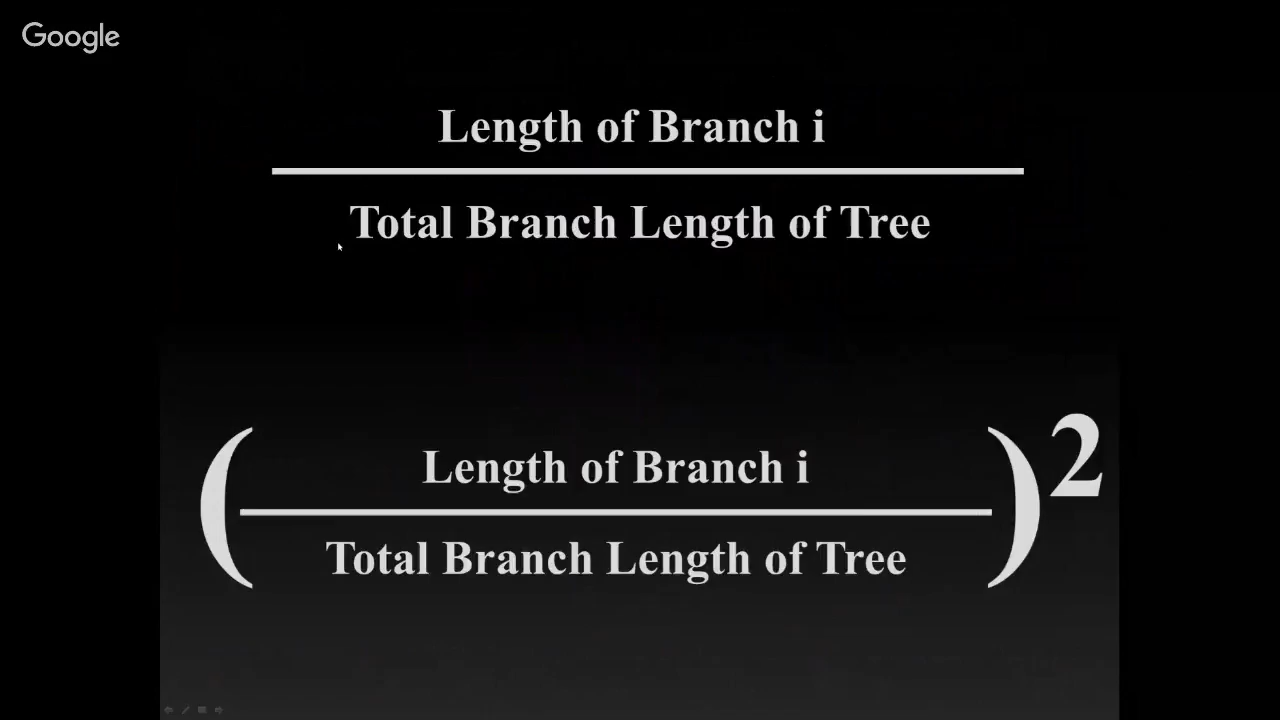 Google
Length of Branch i
Total Branch Length of Tree
(Length of Branch i
Total Branch Length of Tree)2